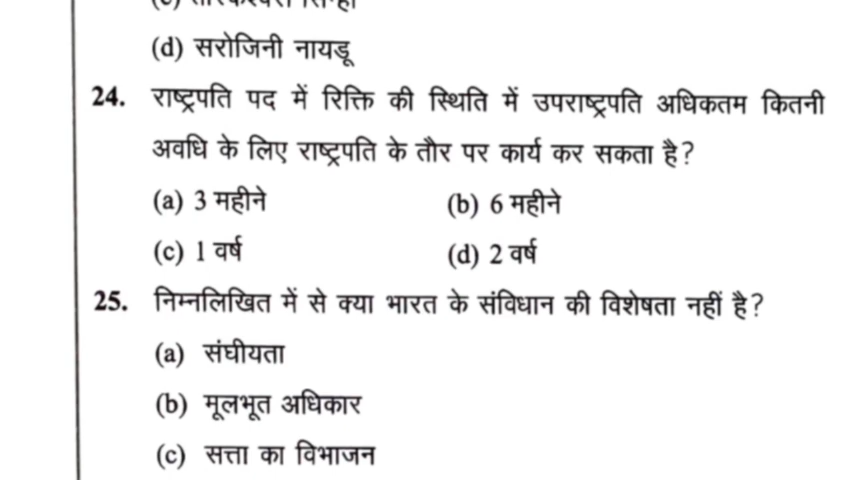 (d) सरोजिनी नायडू
24. राष्ट्रपति पद में रिक्ति की स्थिति में उपराष्ट्रपति अधिकतम कितनी
अवधि के लिए राष्ट्रपति के तौर पर कार्य कर सकता है?
(a) 3 महीने (b) 6 महीने
(c) 1 वर्ष (d) 2 वर्ष
25. निम्नलिखित में से क्या भारत के संविधान की विशेषता नहीं है?
(a) संघीयता
(b) मूलभूत अधिकार
(c) सत्ता का विभाजन